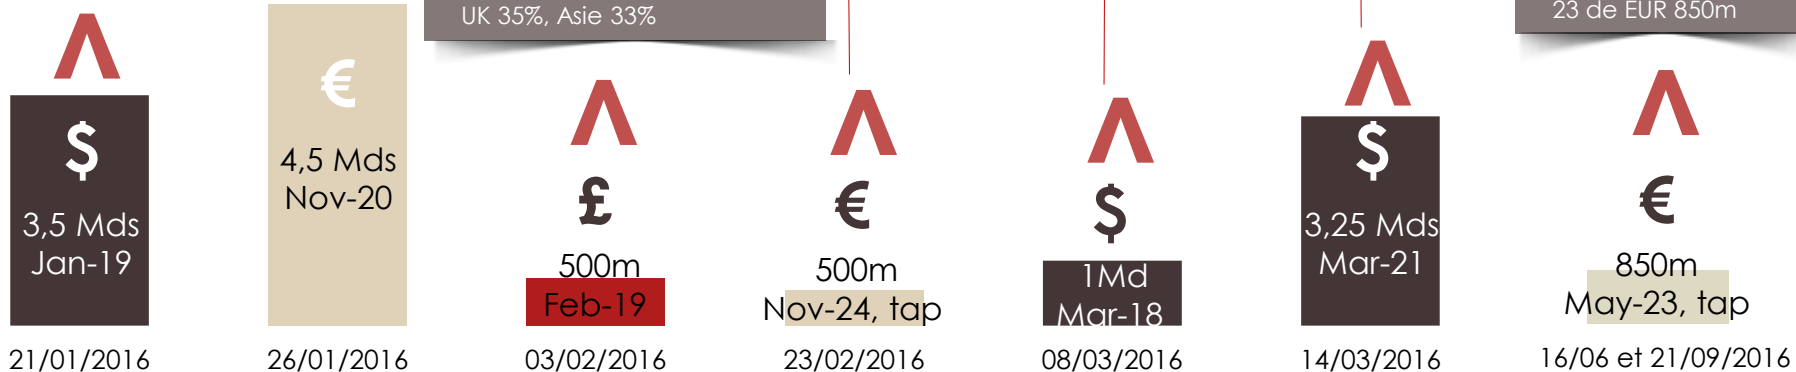 UK 35%, Asie 33%
23 de EUR 850m
$
3,5 Mds
Jan-19
21/01/2016
€
4,5 Mds
Nov-20
26/01/2016
£
500m
Feb-19
03/02/2016
€
500m
Nov-24, tap
23/02/2016
$
1Md
Mar-18
08/03/2016
$
3,25 Mds
Mar-21
14/03/2016
€
850m
May-23, tap
16/06 et 21/09/2016